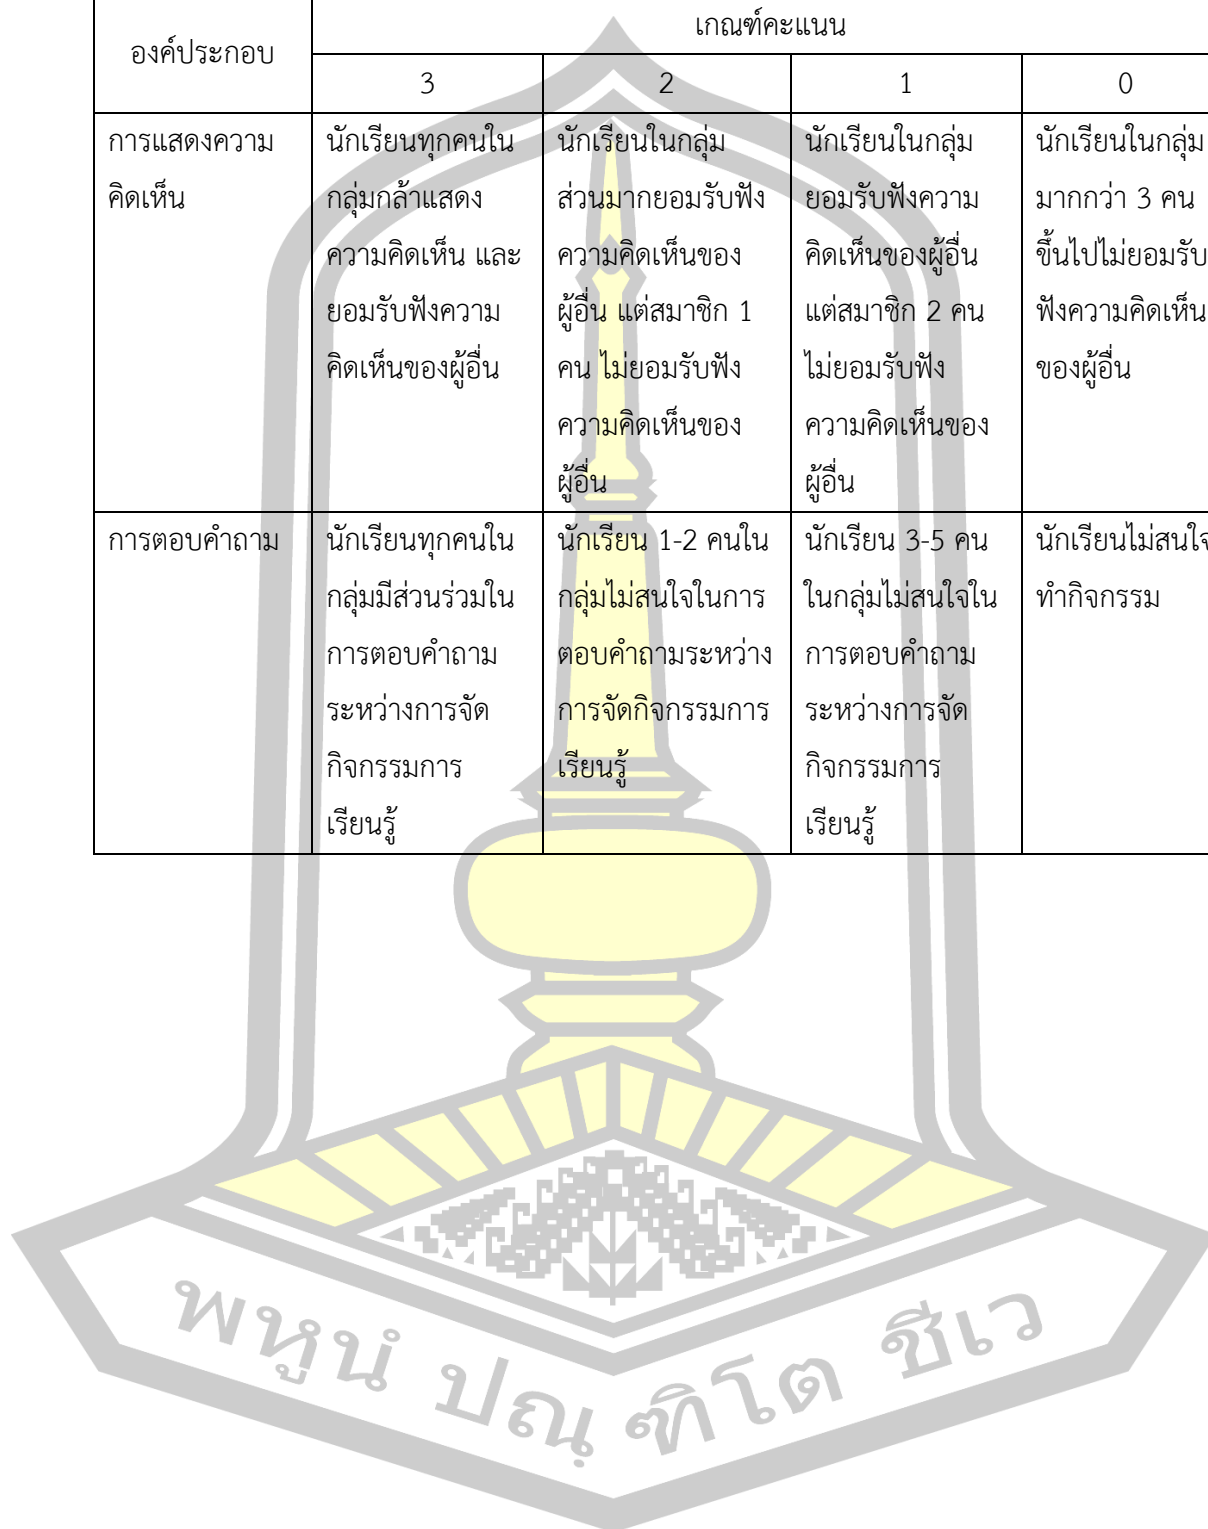 องค์ประกอบ
เกณฑ์คะแนน
3
2
1
0
การแสดงความ
คิดเห็น
นักเรียนทุกคนใน
กลุ่มกล้าแสดง
ความคิดเห็น และ
ยอมรับฟังความ
คิดเห็นของผู้อื่น
นักเรียนในกลุ่ม
ส่วนมากยอมรับฟัง
ความคิดเห็นของ
ผู้อื่น แต่สมาชิก 1
คน ไม่ยอมรับฟัง
ความคิดเห็นของ
ผู้อื่น
นักเรียนในกลุ่ม
ยอมรับฟังความ
คิดเห็นของผู้อื่น
แต่สมาชิก 2 คน
ไม่ยอมรับฟัง
ความคิดเห็นของ
ผู้อื่น
นักเรียนในกลุ่ม
มากกว่า 3 คน
ขึ้นไปไม่ยอมรับ
ฟังความคิดเห็น
ของผู้อื่น
การตอบคำถาม
นักเรียนทุกคนใน
กลุ่มมีส่วนร่วมใน
การตอบคำถาม
ระหว่างการจัด
กิจกรรมการ
เรียนรู้
นักเรียน 1-2 คนใน
กลุ่มไม่สนใจในการ
ตอบคำถามระหว่าง
การจัดกิจกรรมการ
เรียนรู้
นักเรียน 3-5 คน
ในกลุ่มไม่สนใจใน
การตอบคำถาม
ระหว่างการจัด
กิจกรรมการ
เรียนรู้
นักเรียนไม่สนใจ
ทำกิจกรรม
พหูนํ ปณฺฑิโต ชีเว